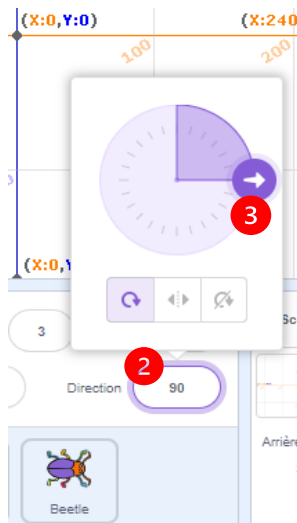 (X:0,Y:0)
(X:240
100
200
3
(X:0,Y
3
Sc
2
Direction
90
Arrière
Beetle